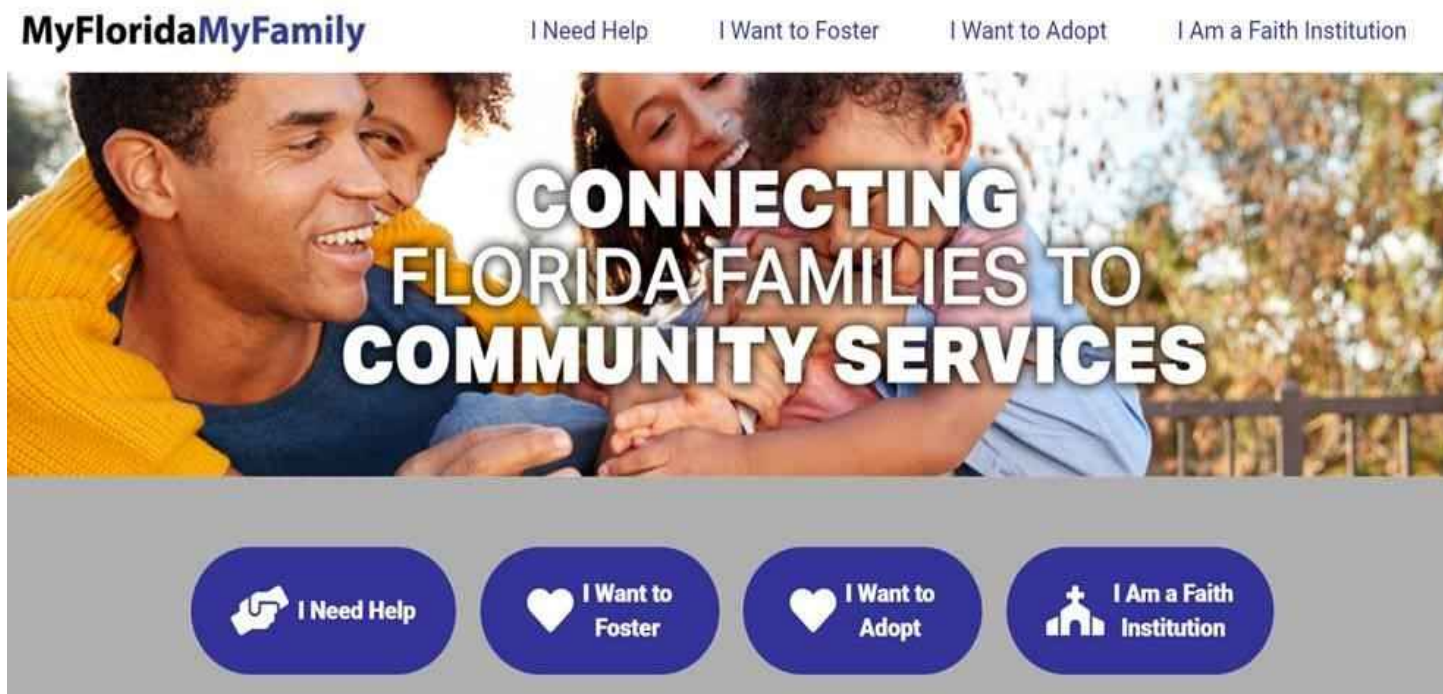 MyFloridaMyFamily
I Need Help
I Want to Foster
I Want to Adopt
I Am a Faith Institution
CONNECTING
FLORIDA FAMILIES TO
COMMUNITY SERVICES
I Need Help
I Want to
Foster
I Want to
Adopt
I Am a Faith
Institution